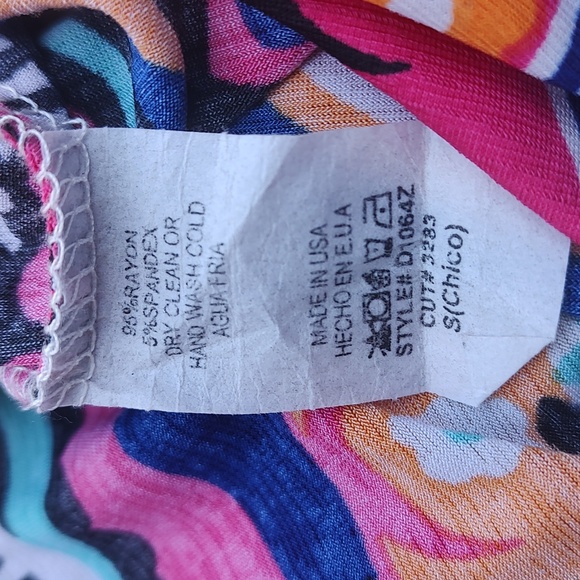 95%RAYON
5%SPANDEX
DRY CLEAN OR
HAND WASH COLD
AGUA FRIA
MADE IN USA
HECHO EN E.U.A
STYLE# D1064Z
CUT# 3283
S(Chico)